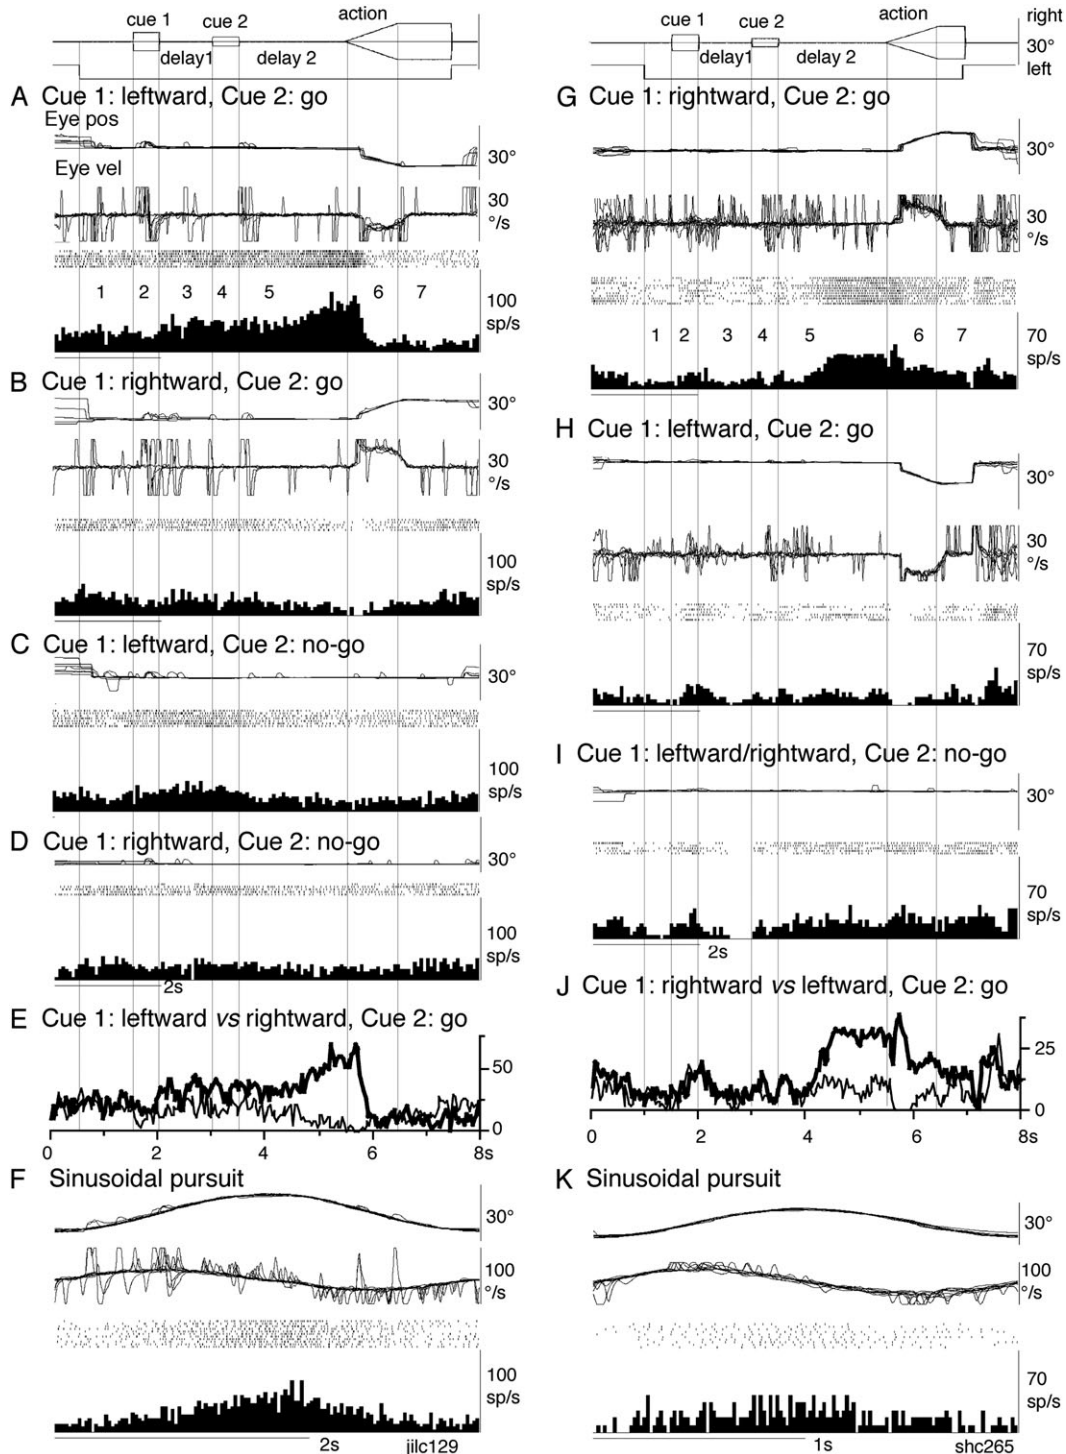 cue 1
cue 2
action
delay1
delay 2
A Cue 1: leftward, Cue 2: go
Eye pos
30°
Eye vel
30
°/s
1 2 3 4 5 6 7
100
sp/s
B Cue 1: rightward, Cue 2: go
30°
30
°/s
100
sp/s
C Cue 1: leftward, Cue 2: no-go
30°
100
sp/s
D Cue 1: rightward, Cue 2: no-go
30°
100
sp/s
2s
E Cue 1: leftward vs rightward, Cue 2: go
50
0
0 2 4 6 8s
F Sinusoidal pursuit
30°
100
°/s
100
sp/s
2s
jilc129
cue 1
cue 2
action
right
30°
left
delay1
delay 2
G Cue 1: rightward, Cue 2: go
30°
30
°/s
1 2 3 4 5 6 7
70
sp/s
H Cue 1: leftward, Cue 2: go
30°
30
°/s
70
sp/s
I Cue 1: leftward/rightward, Cue 2: no-go
30°
70
sp/s
2s
J Cue 1: rightward vs leftward, Cue 2: go
25
0
0 2 4 6 8s
K Sinusoidal pursuit
30°
100
°/s
70
sp/s
1s
shc265